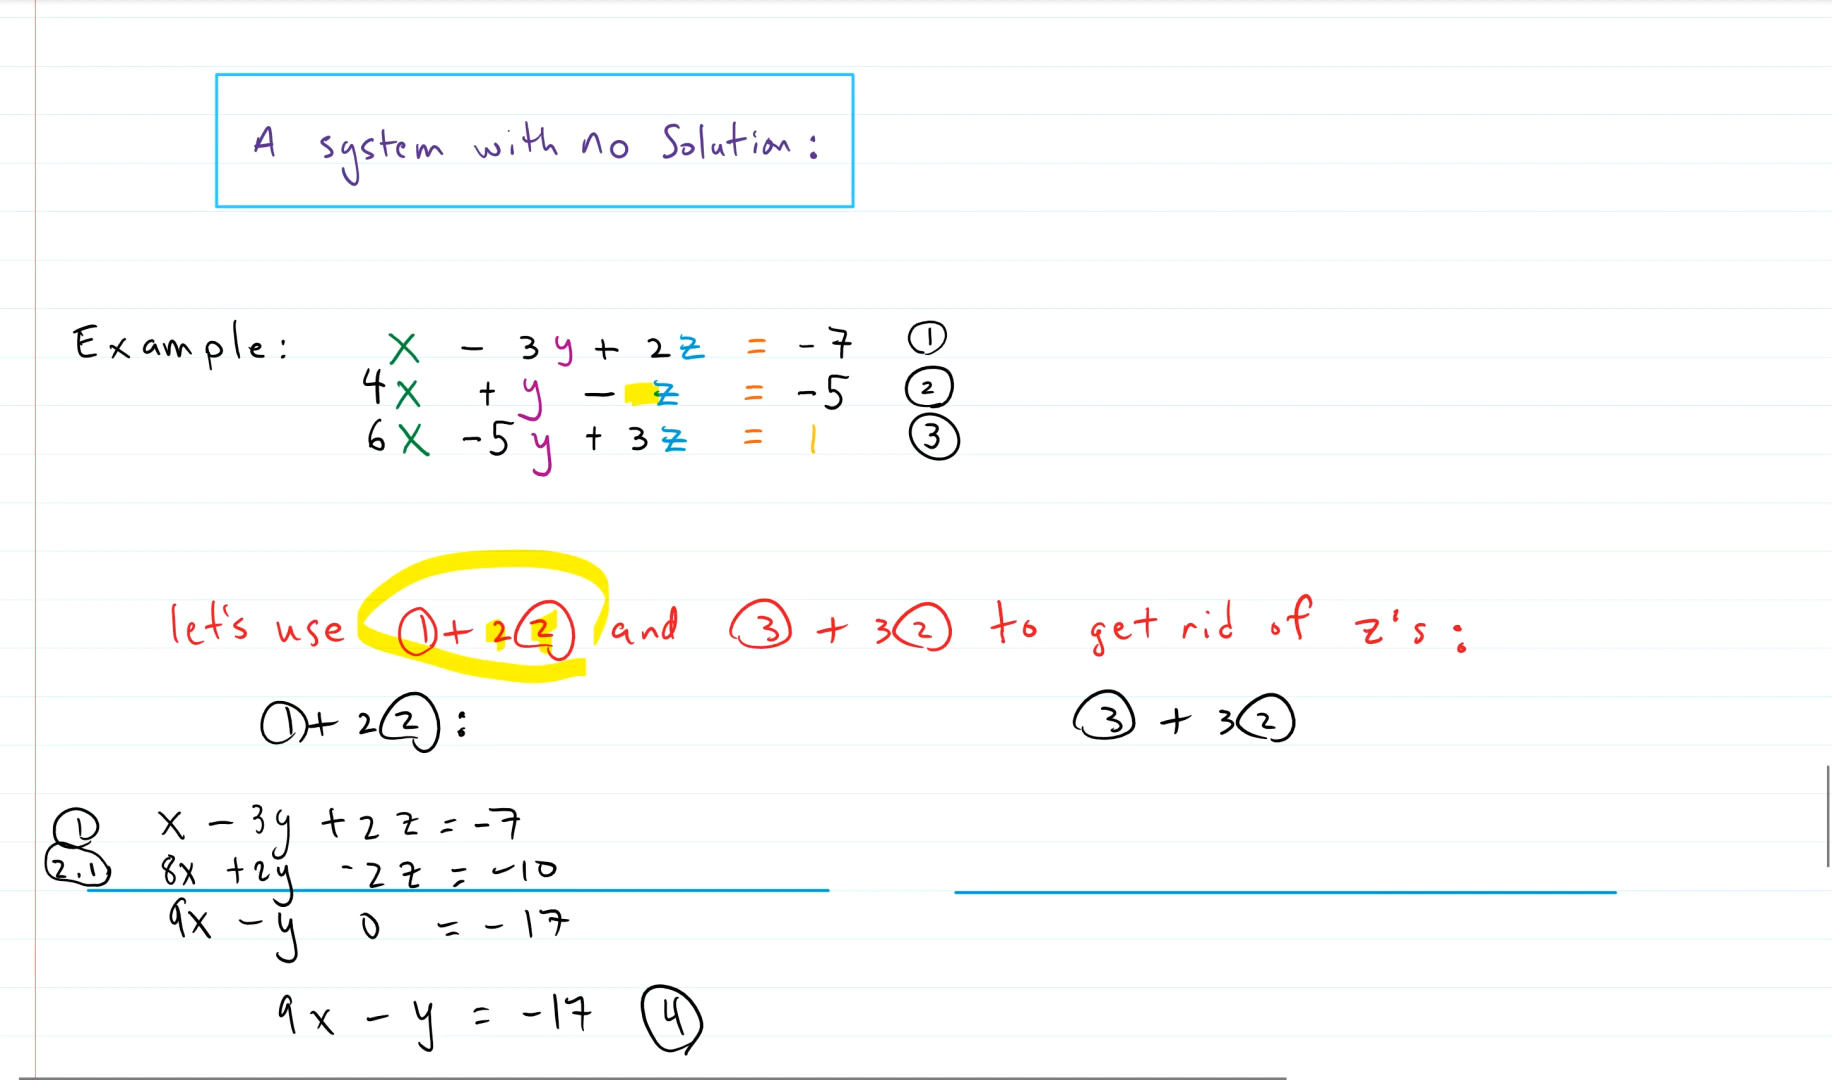 A system with no Solution:
Example: x - 3y + 2z = -7 ①
4x + y - z = -5 ②
6x -5y + 3z = 1 ③
let's use ①+ 2② and ③ + 3② to get rid of z's:
①+ 2②: ③ + 3②
① x - 3y + 2z = -7
(2.1) 8x + 2y - 2z = -10
9x - y 0 = -17
9x - y = -17 ④